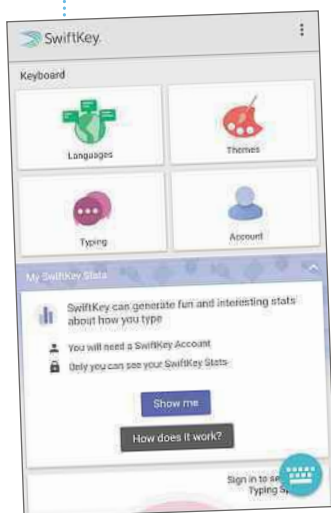 SwiftKey.
Keyboard
Languages
Themes
Typing
Account
My SwiftKey Stats
SwiftKey can generate fun and interesting stats
about how you type
You will need a SwiftKey Account
Only you can see your SwiftKey Stats
Show me
How does it work?
Sign in to se
Typing Sp